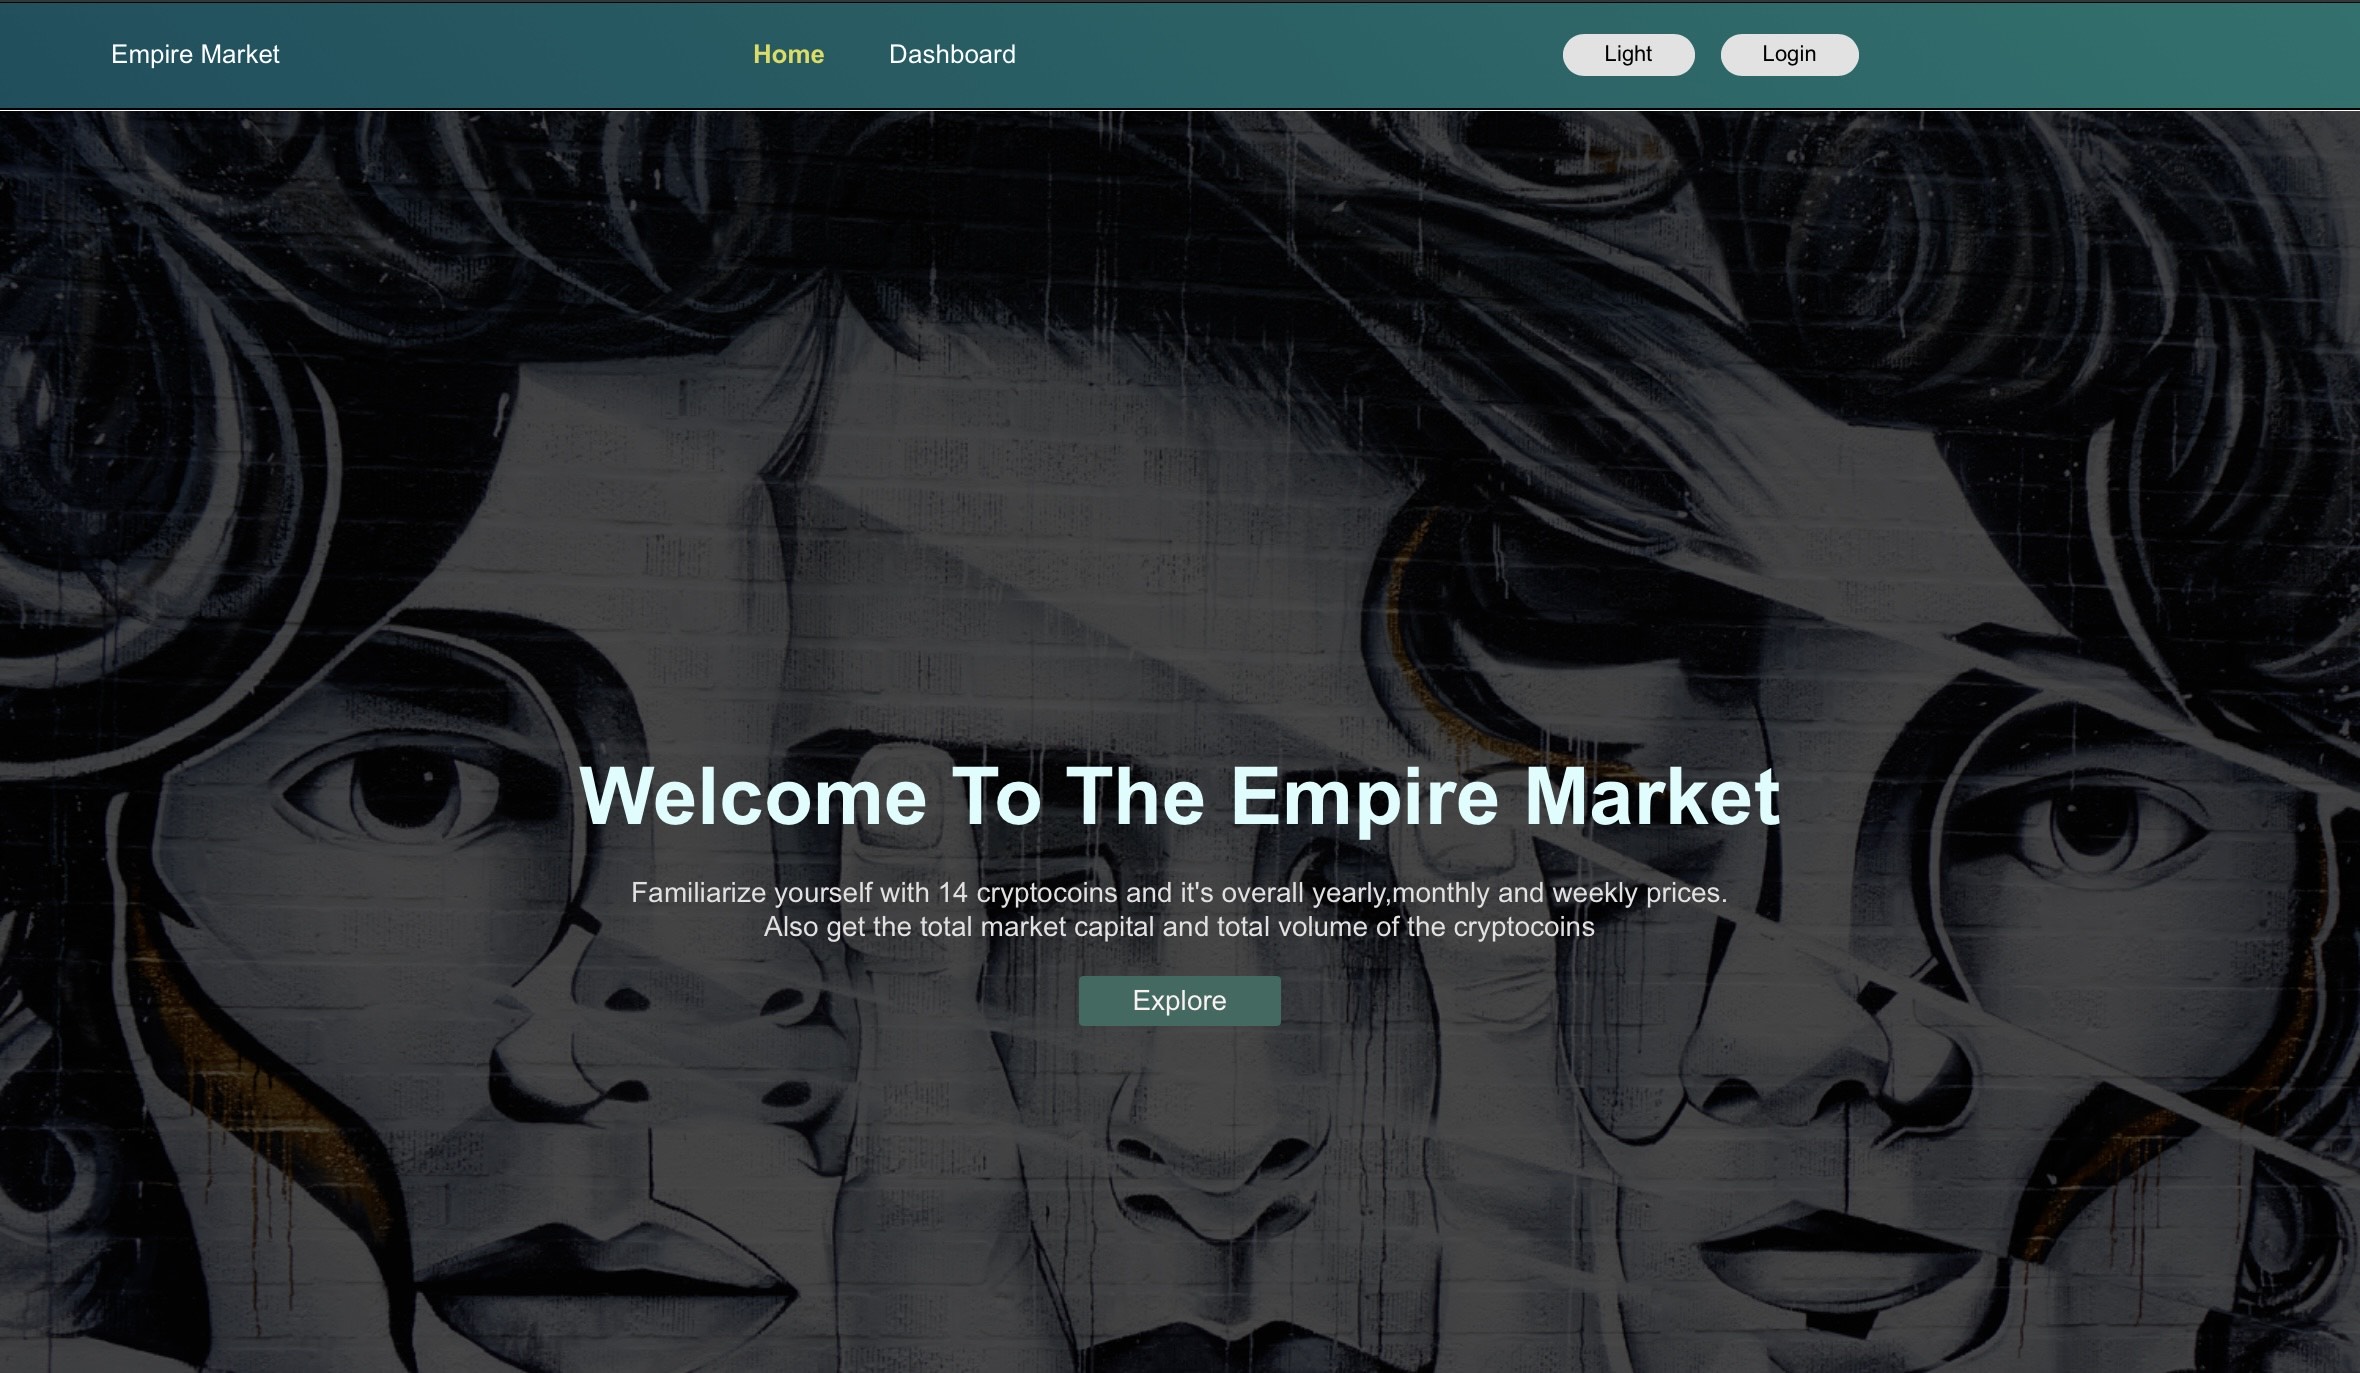 Empire Market
Home
Dashboard
Light
Login
Welcome To The Empire Market
Familiarize yourself with 14 cryptocoins and it's overall yearly,monthly and weekly prices.
Also get the total market capital and total volume of the cryptocoins
Explore